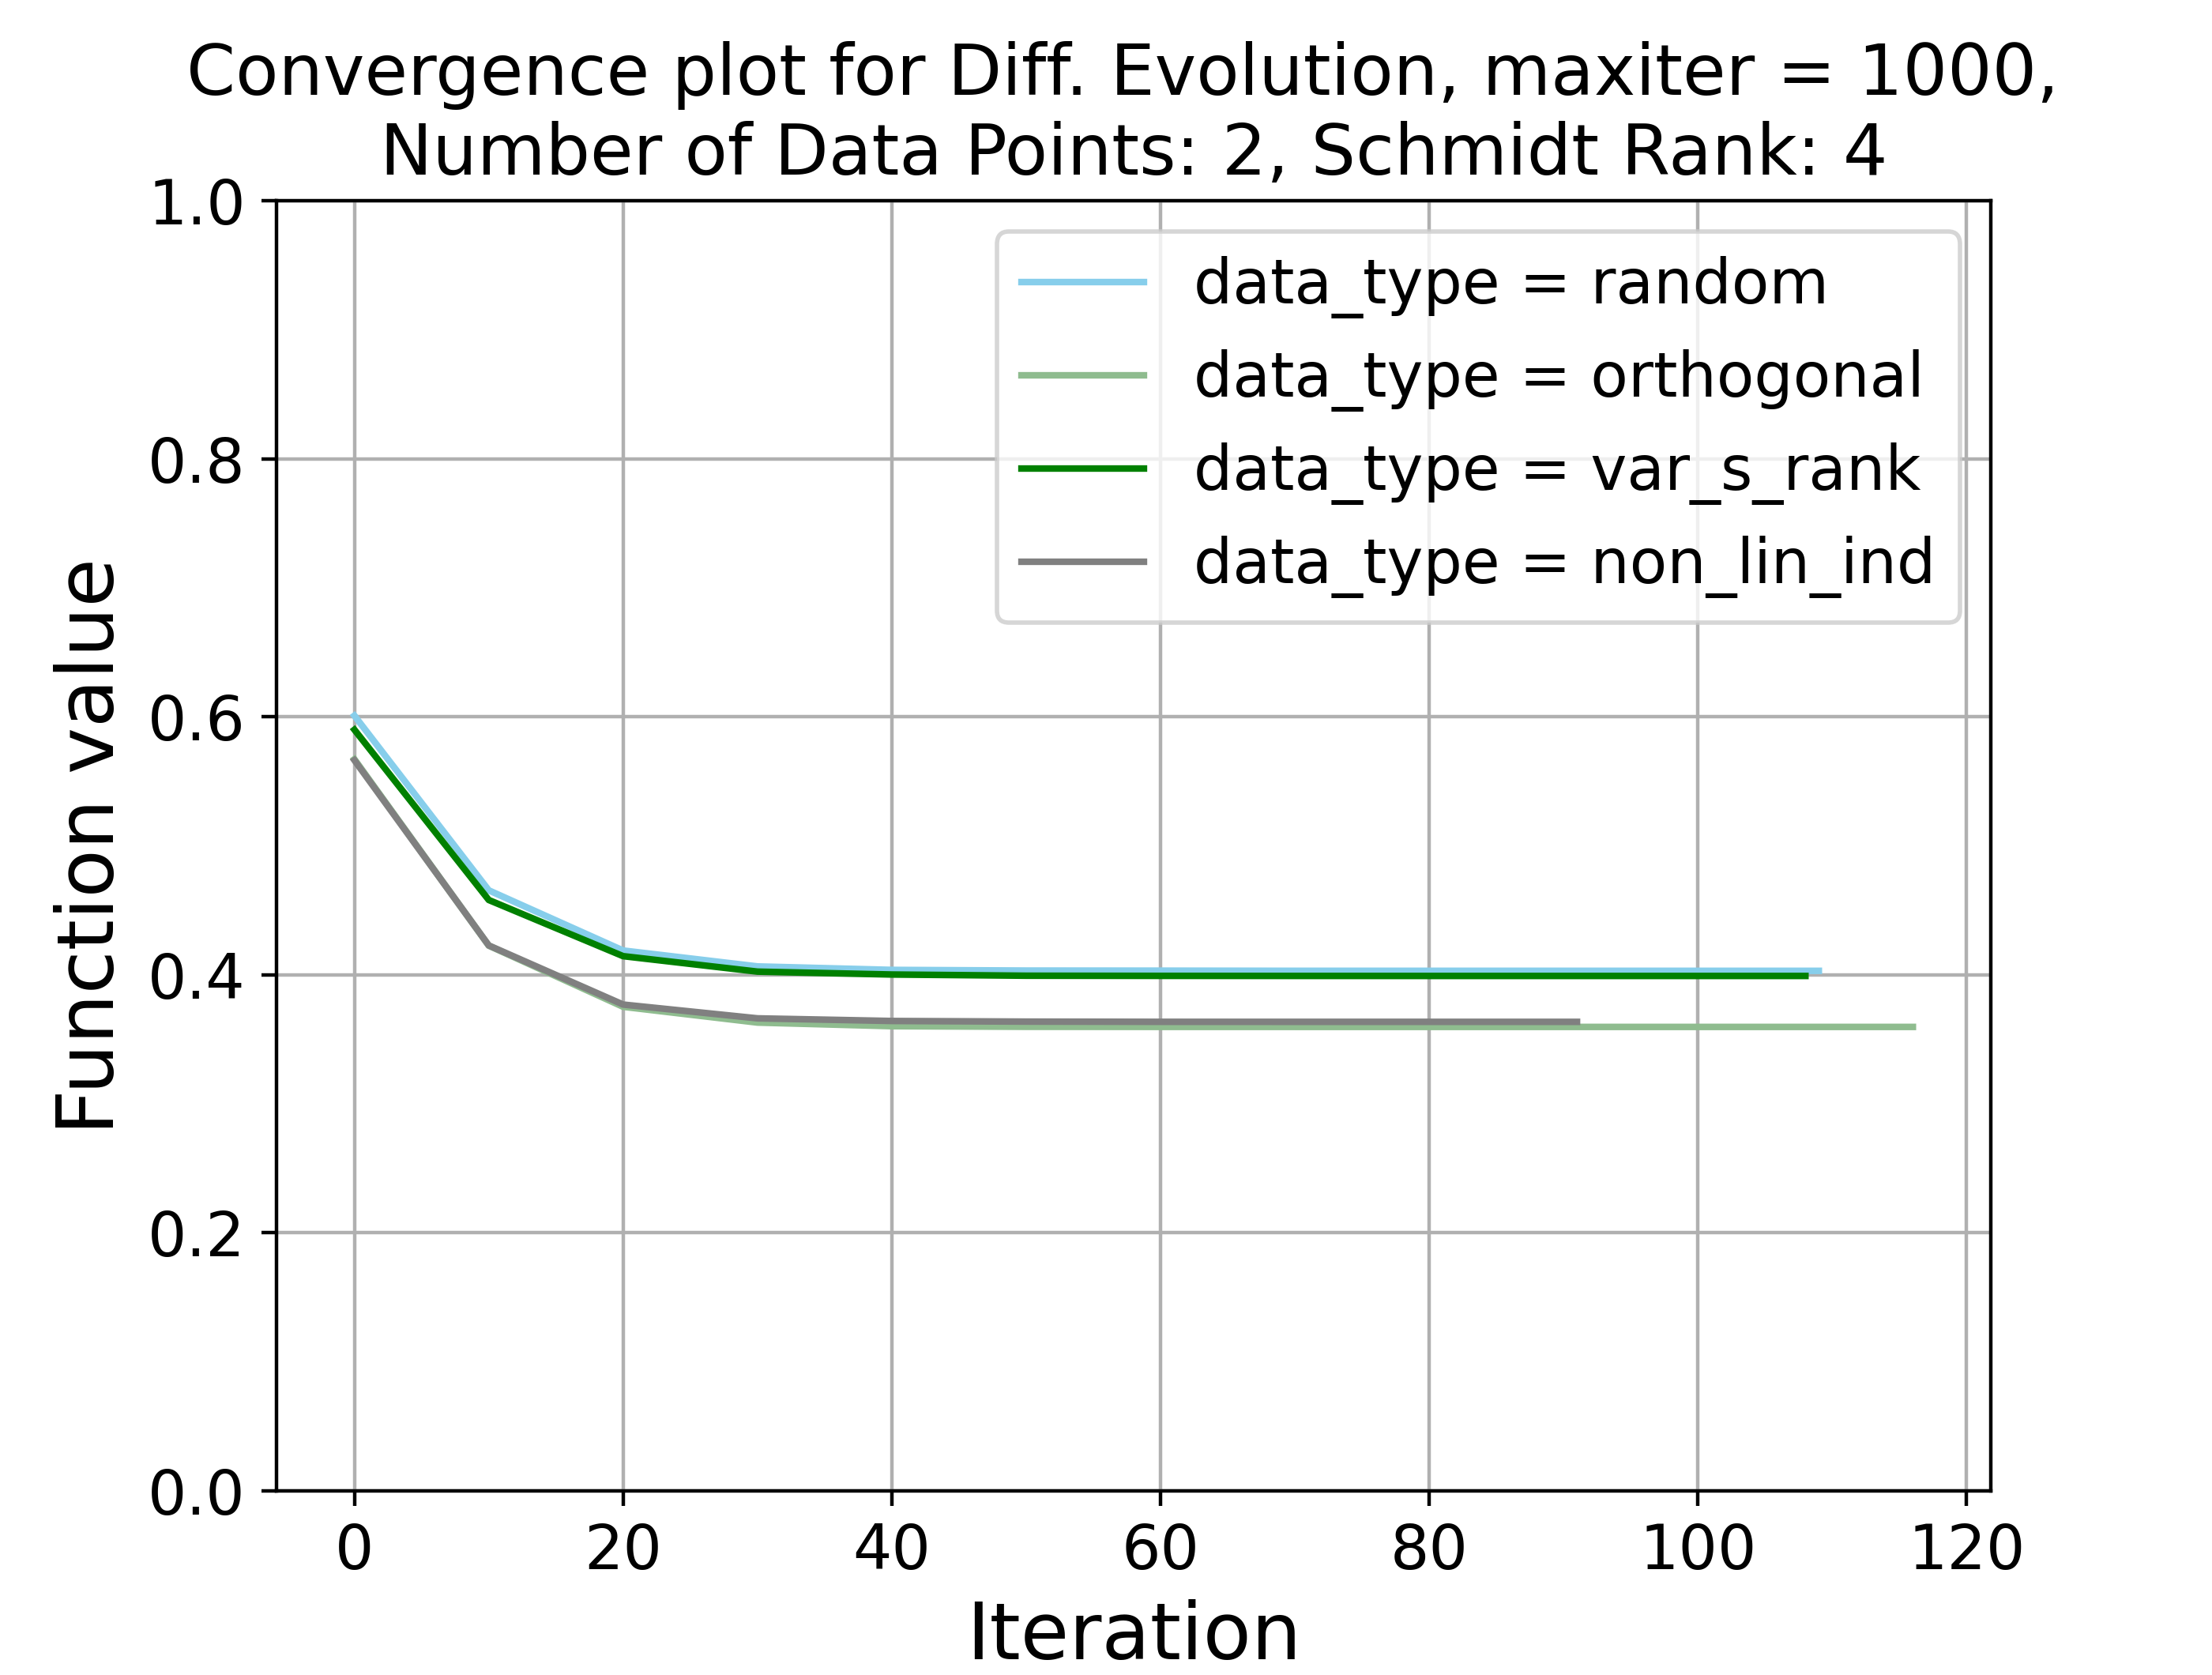 Convergence plot for Diff. Evolution, maxiter = 1000,
Number of Data Points: 2, Schmidt Rank: 4
1.0
0.8
0.6
0.4
0.2
0.0
Function value
data_type = random
data_type = orthogonal
data_type = var_s_rank
data_type = non_lin_ind
0 20 40 60 80 100 120
Iteration